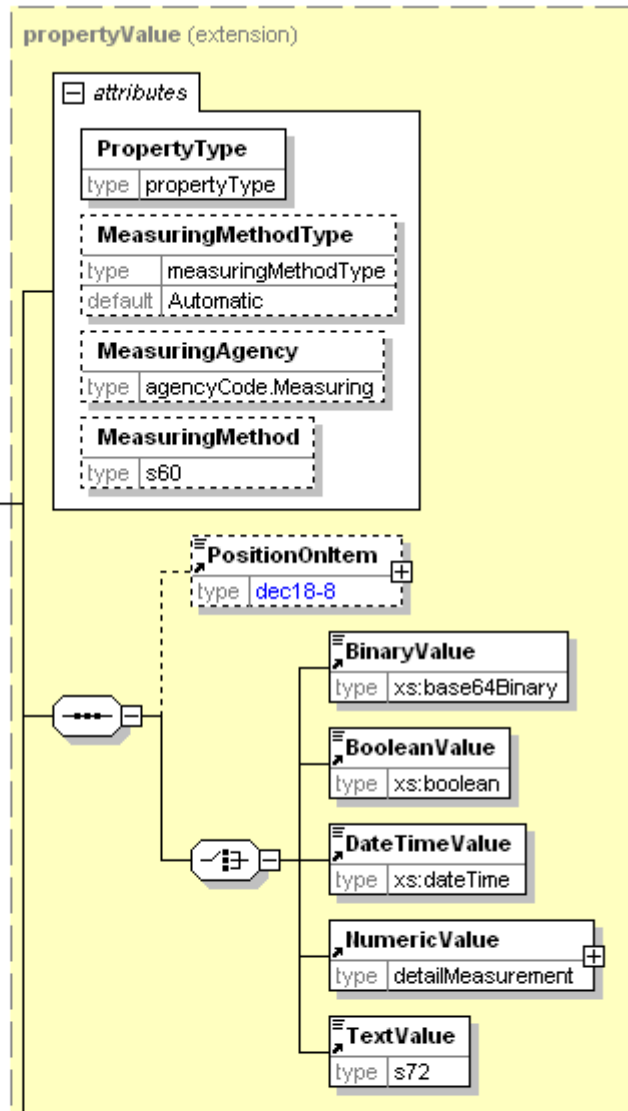 propertyValue (extension)
attributes
PropertyType
type propertyType
MeasuringMethodType
type measuringMethodType
default Automatic
MeasuringAgency
type agencyCode.Measuring
MeasuringMethod
type s60
PositionOnItem
type dec18-8
BinaryValue
type xs:base64Binary
BooleanValue
type xs:boolean
DateTimeValue
type xs:dateTime
NumericValue
type detailMeasurement
TextValue
type s72